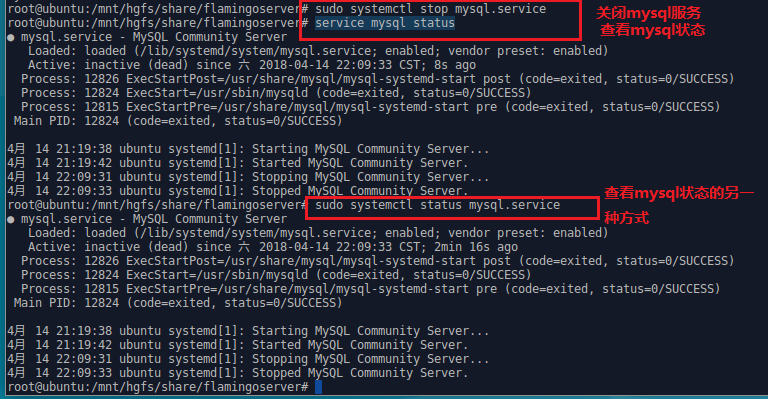 root@ubuntu:/mnt/hgfs/share/flamingoserver# sudo systemctl stop mysql.service
关闭mysql服务
root@ubuntu:/mnt/hgfs/share/flamingoserver# service mysql status
查看mysql状态
● mysql.service - MySQL Community Server
Loaded: loaded (/lib/systemd/system/mysql.service; enabled; vendor preset: enabled)
Active: inactive (dead) since 六 2018-04-14 22:09:33 CST; 8s ago
Process: 12826 ExecStartPost=/usr/share/mysql/mysql-systemd-start post (code=exited, status=0/SUCCESS)
Process: 12824 ExecStart=/usr/sbin/mysqld (code=exited, status=0/SUCCESS)
Process: 12815 ExecStartPre=/usr/share/mysql/mysql-systemd-start pre (code=exited, status=0/SUCCESS)
Main PID: 12824 (code=exited, status=0/SUCCESS)
4月 14 21:19:38 ubuntu systemd[1]: Starting MySQL Community Server...
4月 14 21:19:42 ubuntu systemd[1]: Started MySQL Community Server.
4月 14 22:09:31 ubuntu systemd[1]: Stopping MySQL Community Server...
4月 14 22:09:33 ubuntu systemd[1]: Stopped MySQL Community Server.
root@ubuntu:/mnt/hgfs/share/flamingoserver# sudo systemctl status mysql.service
查看mysql状态的另一
种方式
● mysql.service - MySQL Community Server
Loaded: loaded (/lib/systemd/system/mysql.service; enabled; vendor preset: enabled)
Active: inactive (dead) since 六 2018-04-14 22:09:33 CST; 2min 16s ago
Process: 12826 ExecStartPost=/usr/share/mysql/mysql-systemd-start post (code=exited, status=0/SUCCESS)
Process: 12824 ExecStart=/usr/sbin/mysqld (code=exited, status=0/SUCCESS)
Process: 12815 ExecStartPre=/usr/share/mysql/mysql-systemd-start pre (code=exited, status=0/SUCCESS)
Main PID: 12824 (code=exited, status=0/SUCCESS)
4月 14 21:19:38 ubuntu systemd[1]: Starting MySQL Community Server...
4月 14 21:19:42 ubuntu systemd[1]: Started MySQL Community Server.
4月 14 22:09:31 ubuntu systemd[1]: Stopping MySQL Community Server...
4月 14 22:09:33 ubuntu systemd[1]: Stopped MySQL Community Server.
root@ubuntu:/mnt/hgfs/share/flamingoserver#